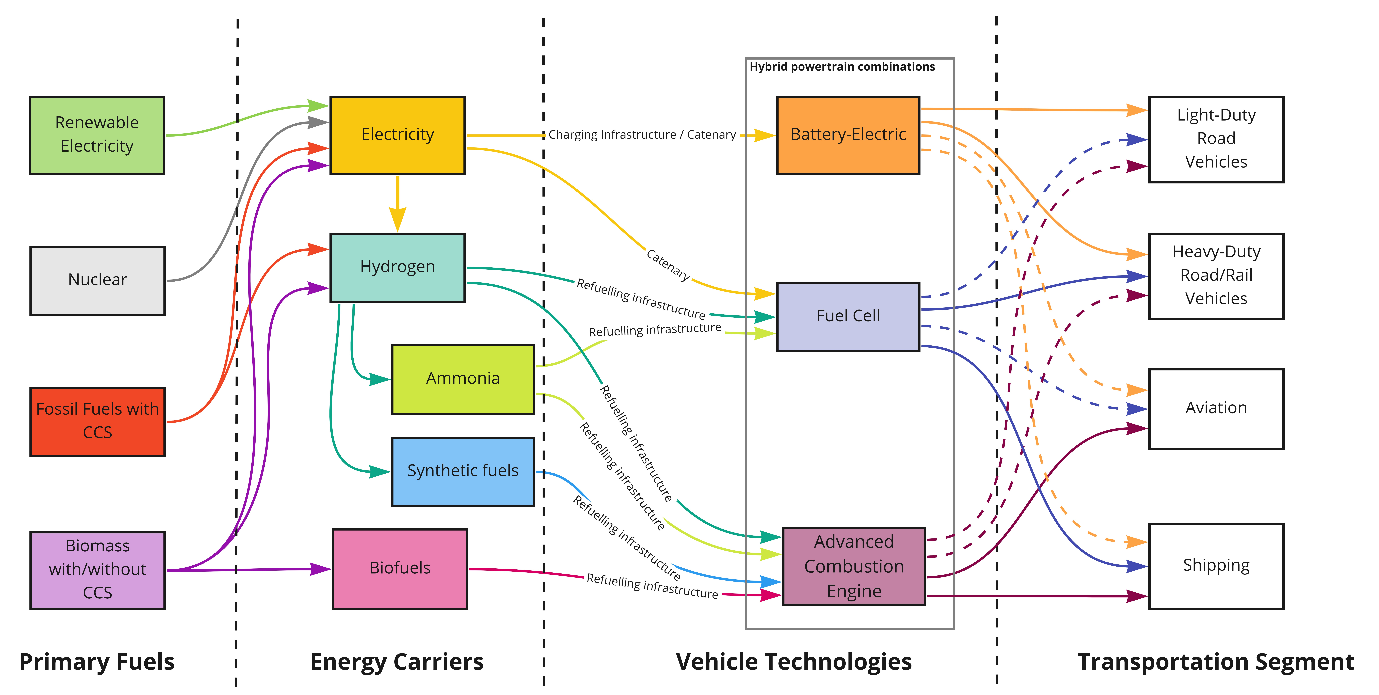 Hybrid powertrain combinations
Renewable
Electricity
Electricity
Charging Infrastructure / Catenary
Battery-Electric
Light-Duty
Road
Vehicles
Nuclear
Hydrogen
Catenary
Refuelling infrastructure
Refuelling infrastructure
Fuel Cell
Heavy-Duty
Road/Rail
Vehicles
Fossil Fuels with
CCS
Ammonia
Refuelling infrastructure
Refuelling infrastructure
Aviation
Synthetic fuels
Refuelling infrastructure
Biomass
with/without
CCS
Biofuels
Refuelling infrastructure
Advanced
Combustion
Engine
Shipping
Primary Fuels
Energy Carriers
Vehicle Technologies
Transportation Segment